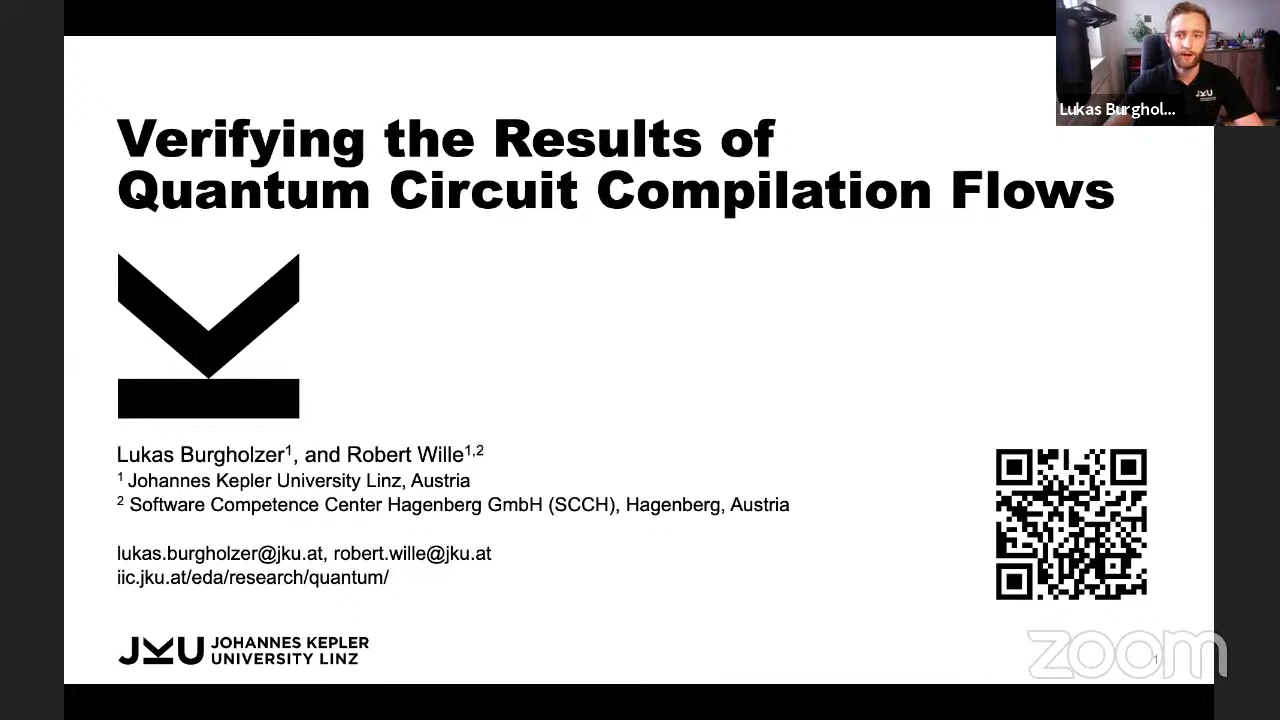 Verifying the Results of
Quantum Circuit Compilation Flows
Lukas Burghol...
JKU
Lukas Burgholzer¹, and Robert Wille¹,²
¹ Johannes Kepler University Linz, Austria
² Software Competence Center Hagenberg GmbH (SCCH), Hagenberg, Austria
lukas.burgholzer@jku.at, robert.wille@jku.at
iic.jku.at/eda/research/quantum/
JKU JOHANNES KEPLER
UNIVERSITY LINZ
zoom
1